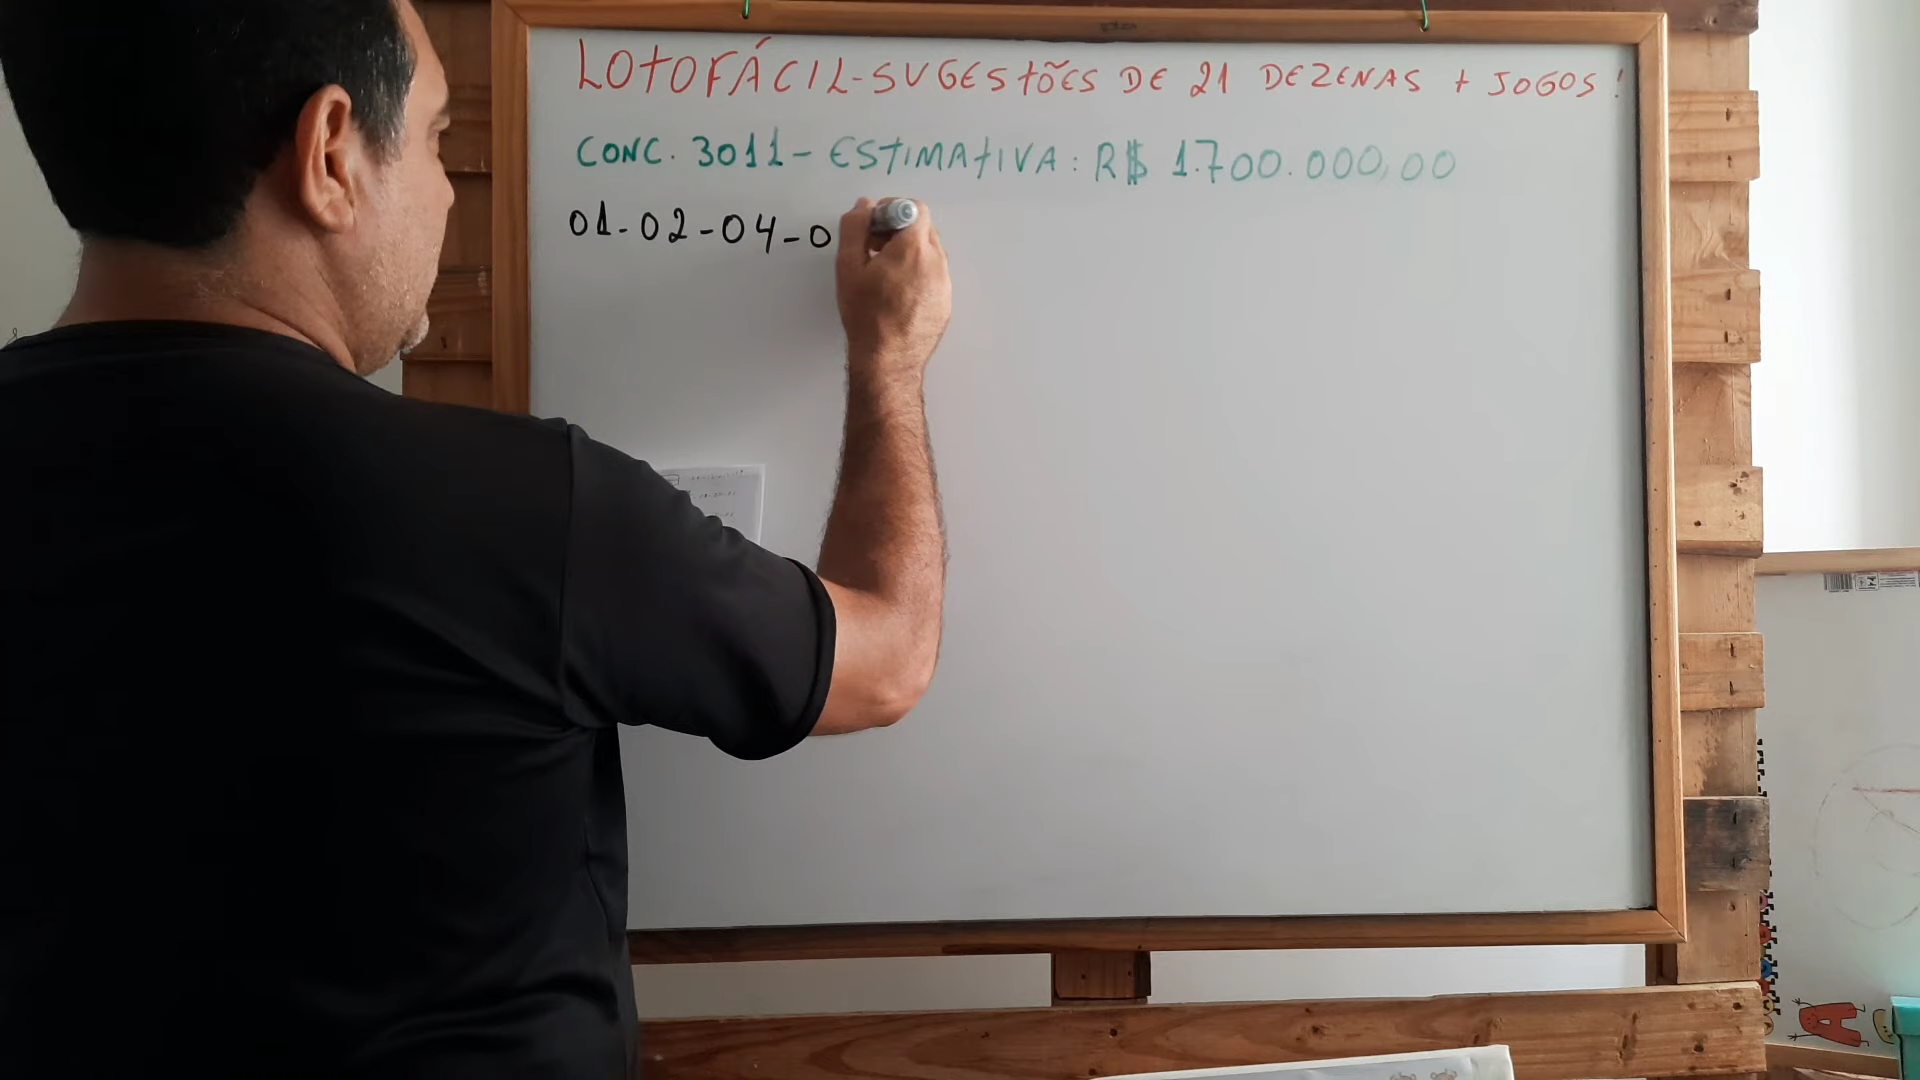 LOTOFÁCIL-SUGESTÕES DE 21 DEZENAS + JOGOS!
CONC. 3011- ESTIMATIVA: R$ 1.700.000,00
01-02-04-0